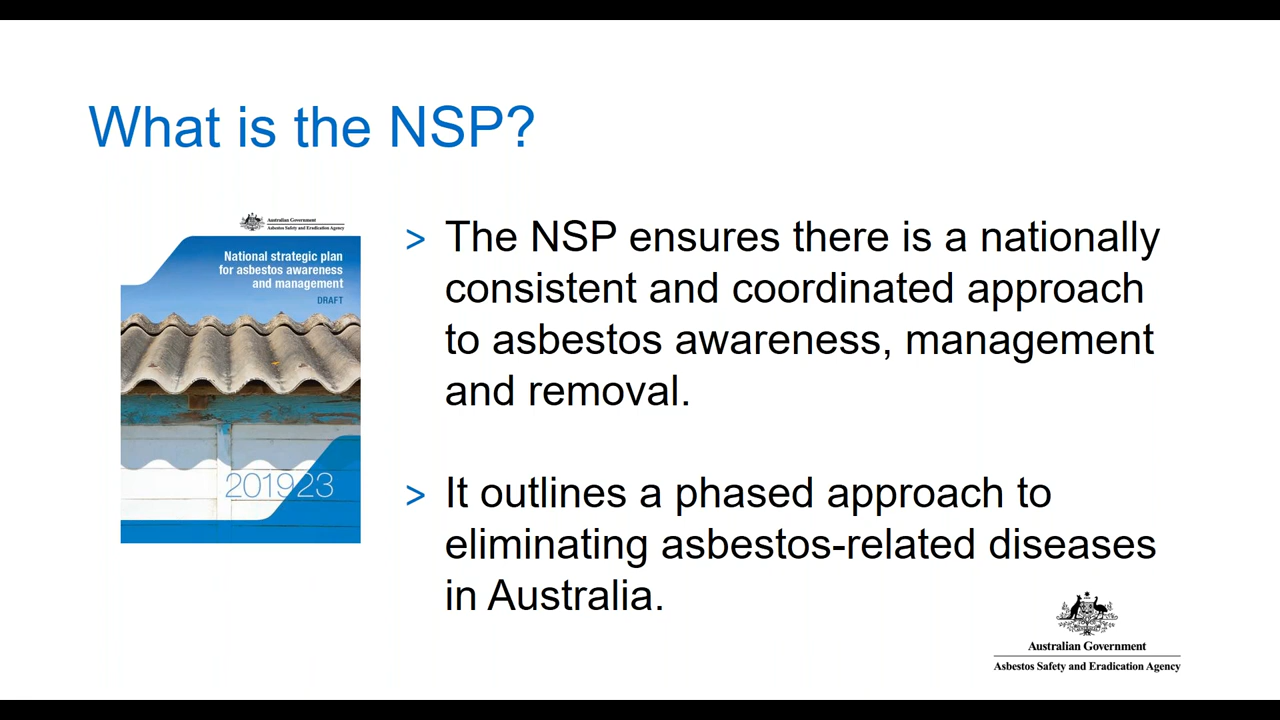 What is the NSP?
Australian Government
Asbestos Safety and Eradication Agency
National strategic plan
for asbestos awareness
and management
DRAFT
2019 23
> The NSP ensures there is a nationally
consistent and coordinated approach
to asbestos awareness, management
and removal.
> It outlines a phased approach to
eliminating asbestos-related diseases
in Australia.
Australian Government
Asbestos Safety and Eradication Agency